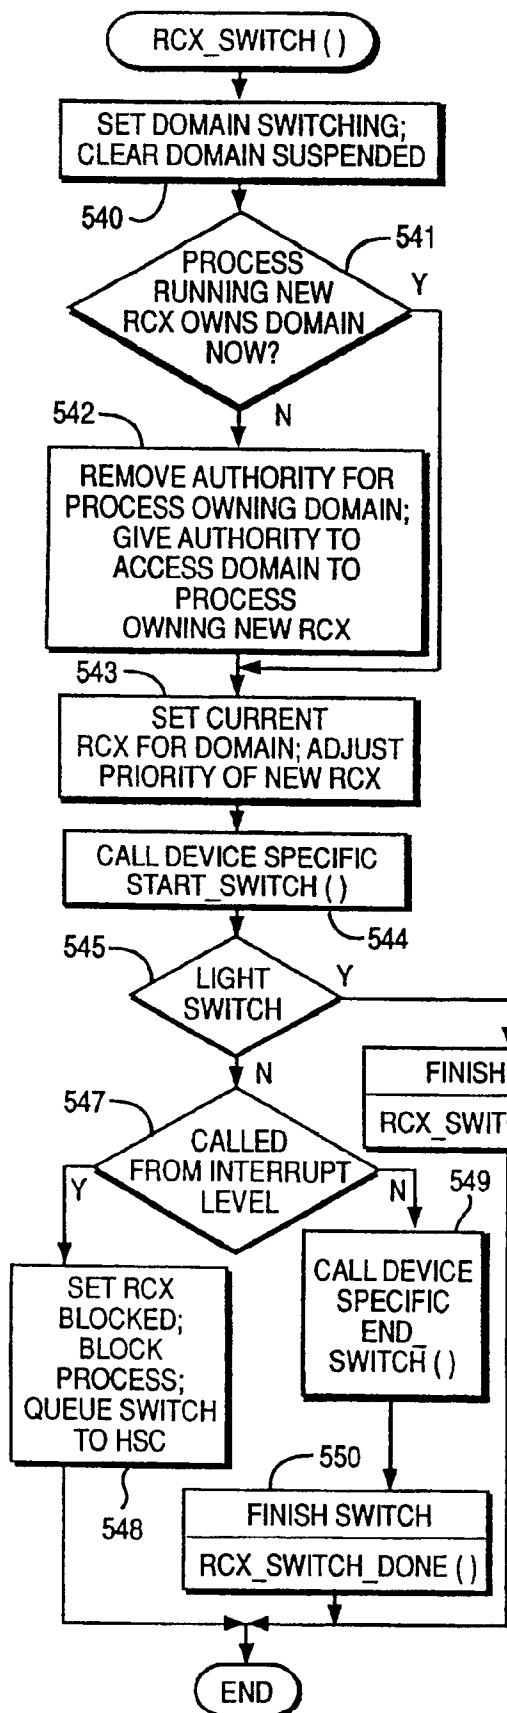 RCX_SWITCH ( )
SET DOMAIN SWITCHING;
CLEAR DOMAIN SUSPENDED
540
541
PROCESS
RUNNING NEW
RCX OWNS DOMAIN
NOW?
Y
N
542
REMOVE AUTHORITY FOR
PROCESS OWNING DOMAIN;
GIVE AUTHORITY TO
ACCESS DOMAIN TO
PROCESS
OWNING NEW RCX
543
SET CURRENT
RCX FOR DOMAIN; ADJUST
PRIORITY OF NEW RCX
CALL DEVICE SPECIFIC
START_SWITCH ( )
544
545
LIGHT
SWITCH
Y
N
FINISH
RCX_SWITC
547
CALLED
FROM INTERRUPT
LEVEL
Y
N
549
SET RCX
BLOCKED;
BLOCK
PROCESS;
QUEUE SWITCH
TO HSC
548
CALL DEVICE
SPECIFIC
END_
SWITCH ( )
550
FINISH SWITCH
RCX_SWITCH_DONE ( )
END